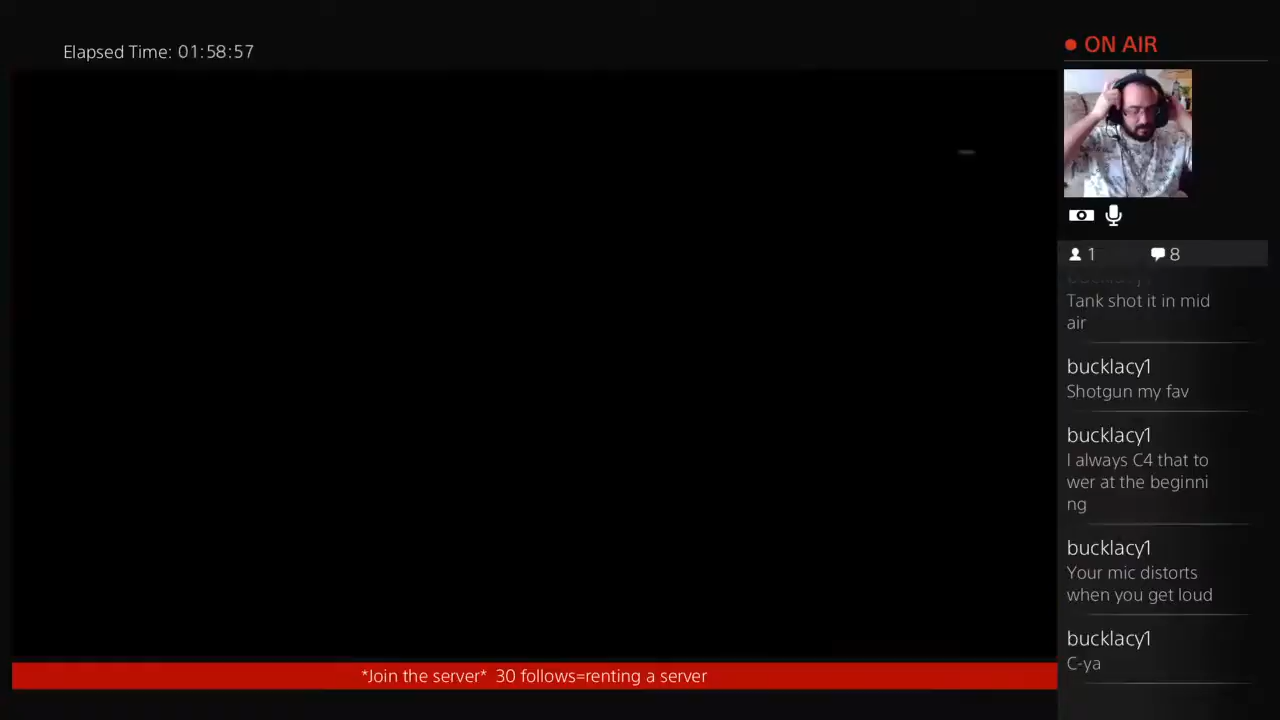 Elapsed Time: 01:58:57
ON AIR
1
8
Tank shot it in mid
air
bucklacy1
Shotgun my fav
bucklacy1
I always C4 that to
wer at the beginni
ng
bucklacy1
Your mic distorts
when you get loud
bucklacy1
C-ya
*Join the server* 30 follows=renting a server